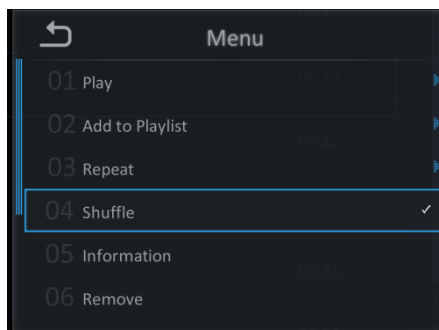 Menu
01 Play
02 Add to Playlist
03 Repeat
04 Shuffle
05 Information
06 Remove